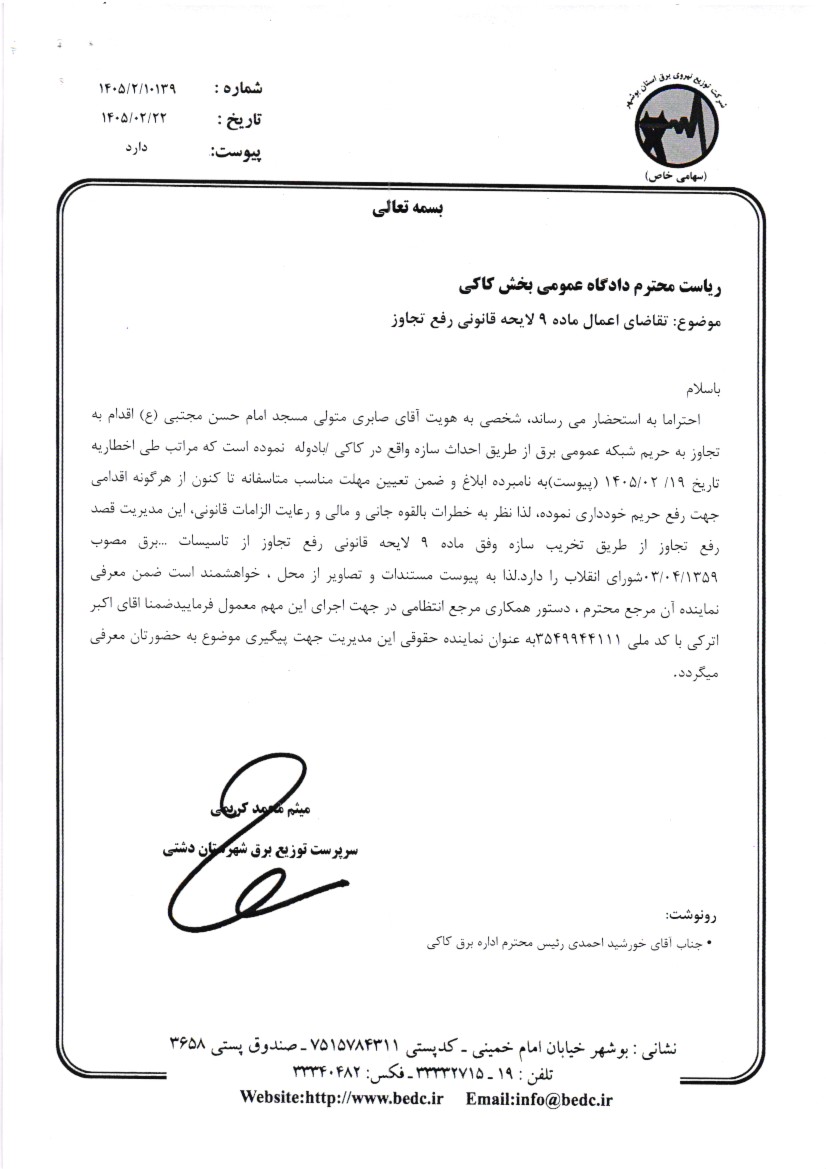 شماره : ۱۴۰۵/۲/۱۰۱۳۹
تاریخ : ۱۴۰۵/۰۲/۲۲
پیوست: دارد
شرکت توزیع نیروی برق استان بوشهر
(سهامی خاص)
بسمه تعالی
ریاست محترم دادگاه عمومی بخش کاکی
موضوع: تقاضای اعمال ماده ۹ لایحه قانونی رفع تجاوز
باسلام
احتراما به استحضار می رساند، شخصی به هویت آقای صابری متولی مسجد امام حسن مجتبی (ع) اقدام به
تجاوز به حریم شبکه عمومی برق از طریق احداث سازه واقع در کاکی /بادوله نموده است که مراتب طی اخطاریه
تاریخ ۱۹/ ۱۴۰۵/۰۲ (پیوست)به نامبرده ابلاغ و ضمن تعیین مهلت مناسب متاسفانه تا کنون از هرگونه اقدامی
جهت رفع حریم خودداری نموده، لذا نظر به خطرات بالقوه جانی و مالی و رعایت الزامات قانونی، این مدیریت قصد
رفع تجاوز از طریق تخریب سازه وفق ماده ۹ لایحه قانونی رفع تجاوز از تاسیسات ...برق مصوب
۰۳/۰۴/۱۳۵۹شورای انقلاب را دارد.لذا به پیوست مستندات و تصاویر از محل ، خواهشمند است ضمن معرفی
نماینده آن مرجع محترم ، دستور همکاری مرجع انتظامی در جهت اجرای این مهم معمول فرماییدضمنا اقای اکبر
اترکی با کد ملی ۳۵۴۹۹۴۴۱۱۱به عنوان نماینده حقوقی این مدیریت جهت پیگیری موضوع به حضورتان معرفی
میگردد.
میثم محمد کریمی
سرپرست توزیع برق شهرستان دشتی
رونوشت:
• جناب آقای خورشید احمدی رئیس محترم اداره برق کاکی
نشانی : بوشهر خیابان امام خمینی ـ کدپستی ۷۵۱۵۷۸۴۳۱۱ ـ صندوق پستی ۳۶۵۸
تلفن : ۱۹ ـ ۳۳۳۳۲۷۱۵ ـ فکس: ۳۳۳۴۰۴۸۲
Website:http://www.bedc.ir Email:info@bedc.ir